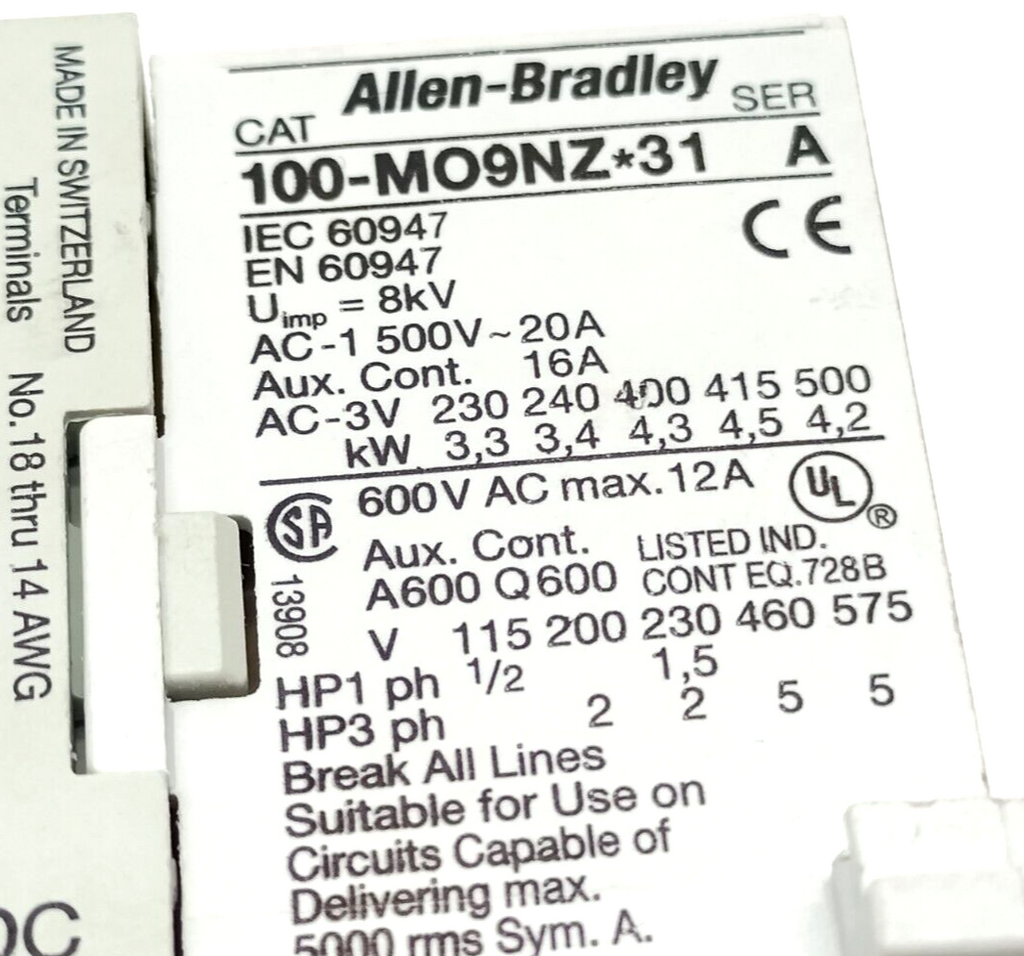 MADE IN SWITZERLAND
Terminals No.18 thru 14 AWG
Allen-Bradley
CAT SER
100-MO9NZ*31 A
IEC 60947 CE
EN 60947
Uimp = 8kV
AC-1 500V~20A
Aux. Cont. 16A
AC-3V 230 240 400 415 500
kW 3,3 3,4 4,3 4,5 4,2
SA 600V AC max. 12A UL ®
Aux. Cont. LISTED IND.
A600 Q600 CONT EQ.728B
13908
V 115 200 230 460 575
HP1 ph 1/2 1,5
HP3 ph 2 2 5 5
Break All Lines
Suitable for Use on
Circuits Capable of
Delivering max.
5000 rms Sym. A.